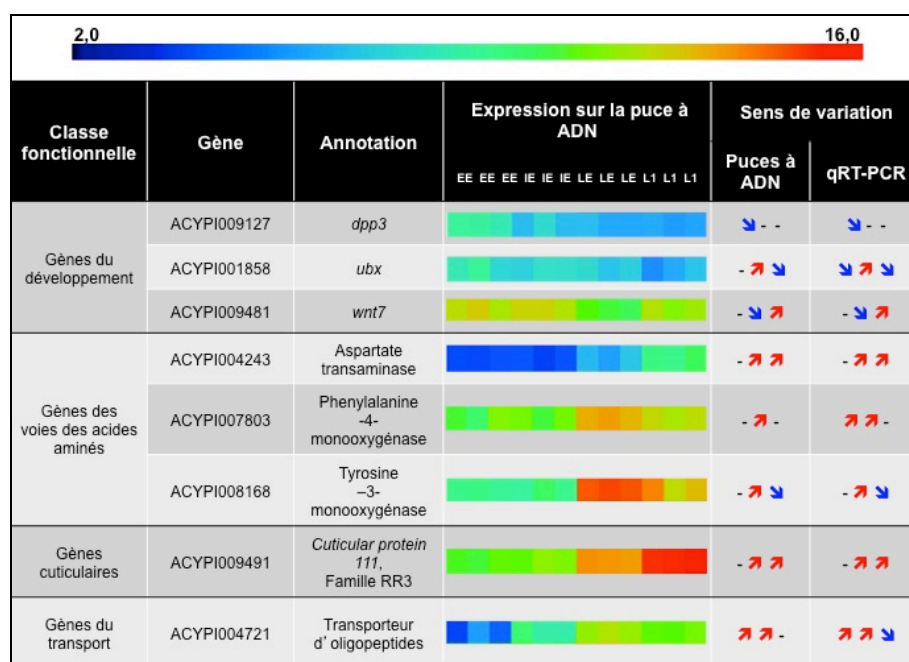 2,0 16,0
Classe fonctionnelle
Gène
Annotation
Expression sur la puce à ADN
EE EE EE IE IE IE LE LE LE L1 L1 L1
Sens de variation
Puces à ADN
qRT-PCR
Gènes du développement
ACYPI009127 dpp3 ➘ - - ➘ - -
ACYPI001858 ubx - ➚ ➘ ➘ ➚ ➘
ACYPI009481 wnt7 - ➘ ➚ - ➘ ➚
Gènes des voies des acides aminés
ACYPI004243 Aspartate transaminase - ➚ ➚ - ➚ ➚
ACYPI007803 Phenylalanine -4- monooxygénase - ➚ - ➚ ➚ -
ACYPI008168 Tyrosine –3- monooxygénase - ➚ ➘ - ➚ ➘
Gènes cuticulaires
ACYPI009491 Cuticular protein 111, Famille RR3 - ➚ ➚ - ➚ ➚
Gènes du transport
ACYPI004721 Transporteur d’oligopeptides ➚ ➚ - ➚ ➚ ➘